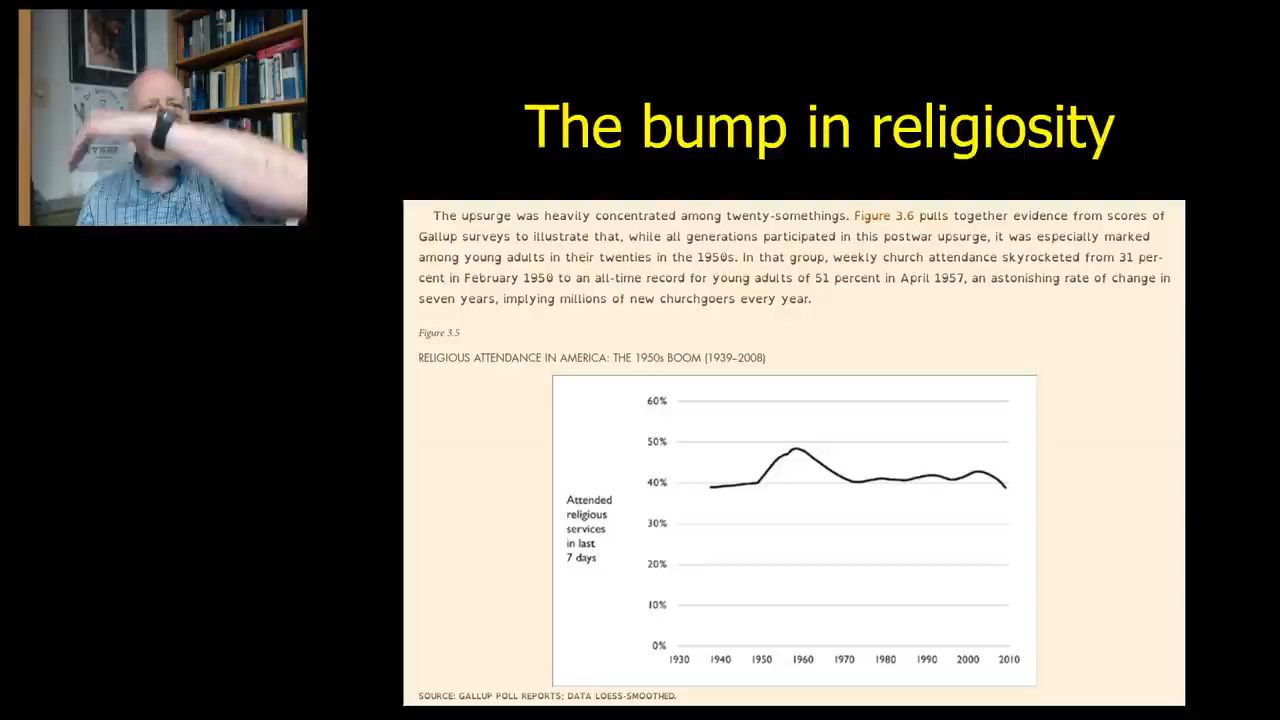 The bump in religiosity
The upsurge was heavily concentrated among twenty-somethings. Figure 3.6 pulls together evidence from scores of
Gallup surveys to illustrate that, while all generations participated in this postwar upsurge, it was especially marked
among young adults in their twenties in the 1950s. In that group, weekly church attendance skyrocketed from 31 per-
cent in February 1950 to an all-time record for young adults of 51 percent in April 1957, an astonishing rate of change in
seven years, implying millions of new churchgoers every year.
Figure 3.5
RELIGIOUS ATTENDANCE IN AMERICA: THE 1950s BOOM (1939–2008)
60%
50%
40%
30%
20%
10%
0%
Attended
religious
services
in last
7 days
1930 1940 1950 1960 1970 1980 1990 2000 2010
SOURCE: GALLUP POLL REPORTS; DATA LOESS-SMOOTHED.